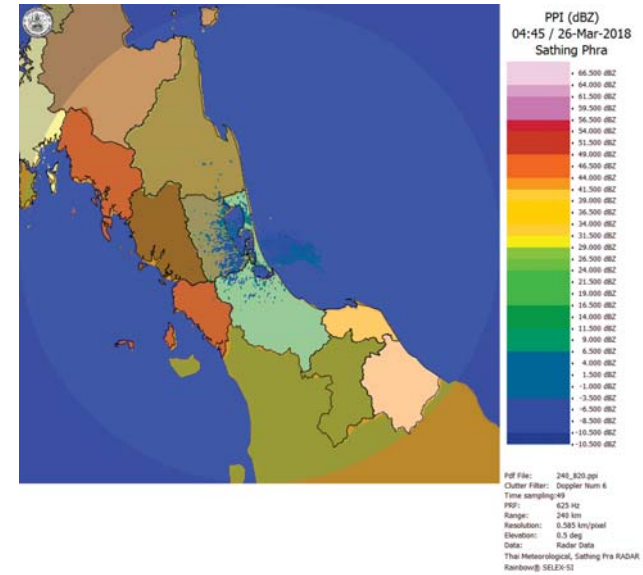 PPI (dBZ)
04:45 / 26-Mar-2018
Sathing Phra
66.500 dBZ
64.000 dBZ
61.500 dBZ
59.500 dBZ
56.500 dBZ
54.000 dBZ
51.500 dBZ
49.000 dBZ
46.500 dBZ
44.000 dBZ
41.500 dBZ
39.000 dBZ
36.500 dBZ
34.000 dBZ
31.500 dBZ
29.000 dBZ
26.500 dBZ
24.000 dBZ
21.500 dBZ
19.000 dBZ
16.500 dBZ
14.000 dBZ
11.500 dBZ
9.000 dBZ
6.500 dBZ
4.000 dBZ
1.500 dBZ
-1.000 dBZ
-3.500 dBZ
-6.500 dBZ
-8.500 dBZ
-10.500 dBZ
-10.500 dBZ
Pdf File: 240_820.ppi
Clutter Filter: Doppler Num 6
Time sampling:49
PRF: 625 Hz
Range: 240 km
Resolution: 0.585 km/pixel
Elevation: 0.5 deg
Data: Radar Data
Thai Meteorological, Sathing Pra RADAR
Rainbow® SELEX-SI